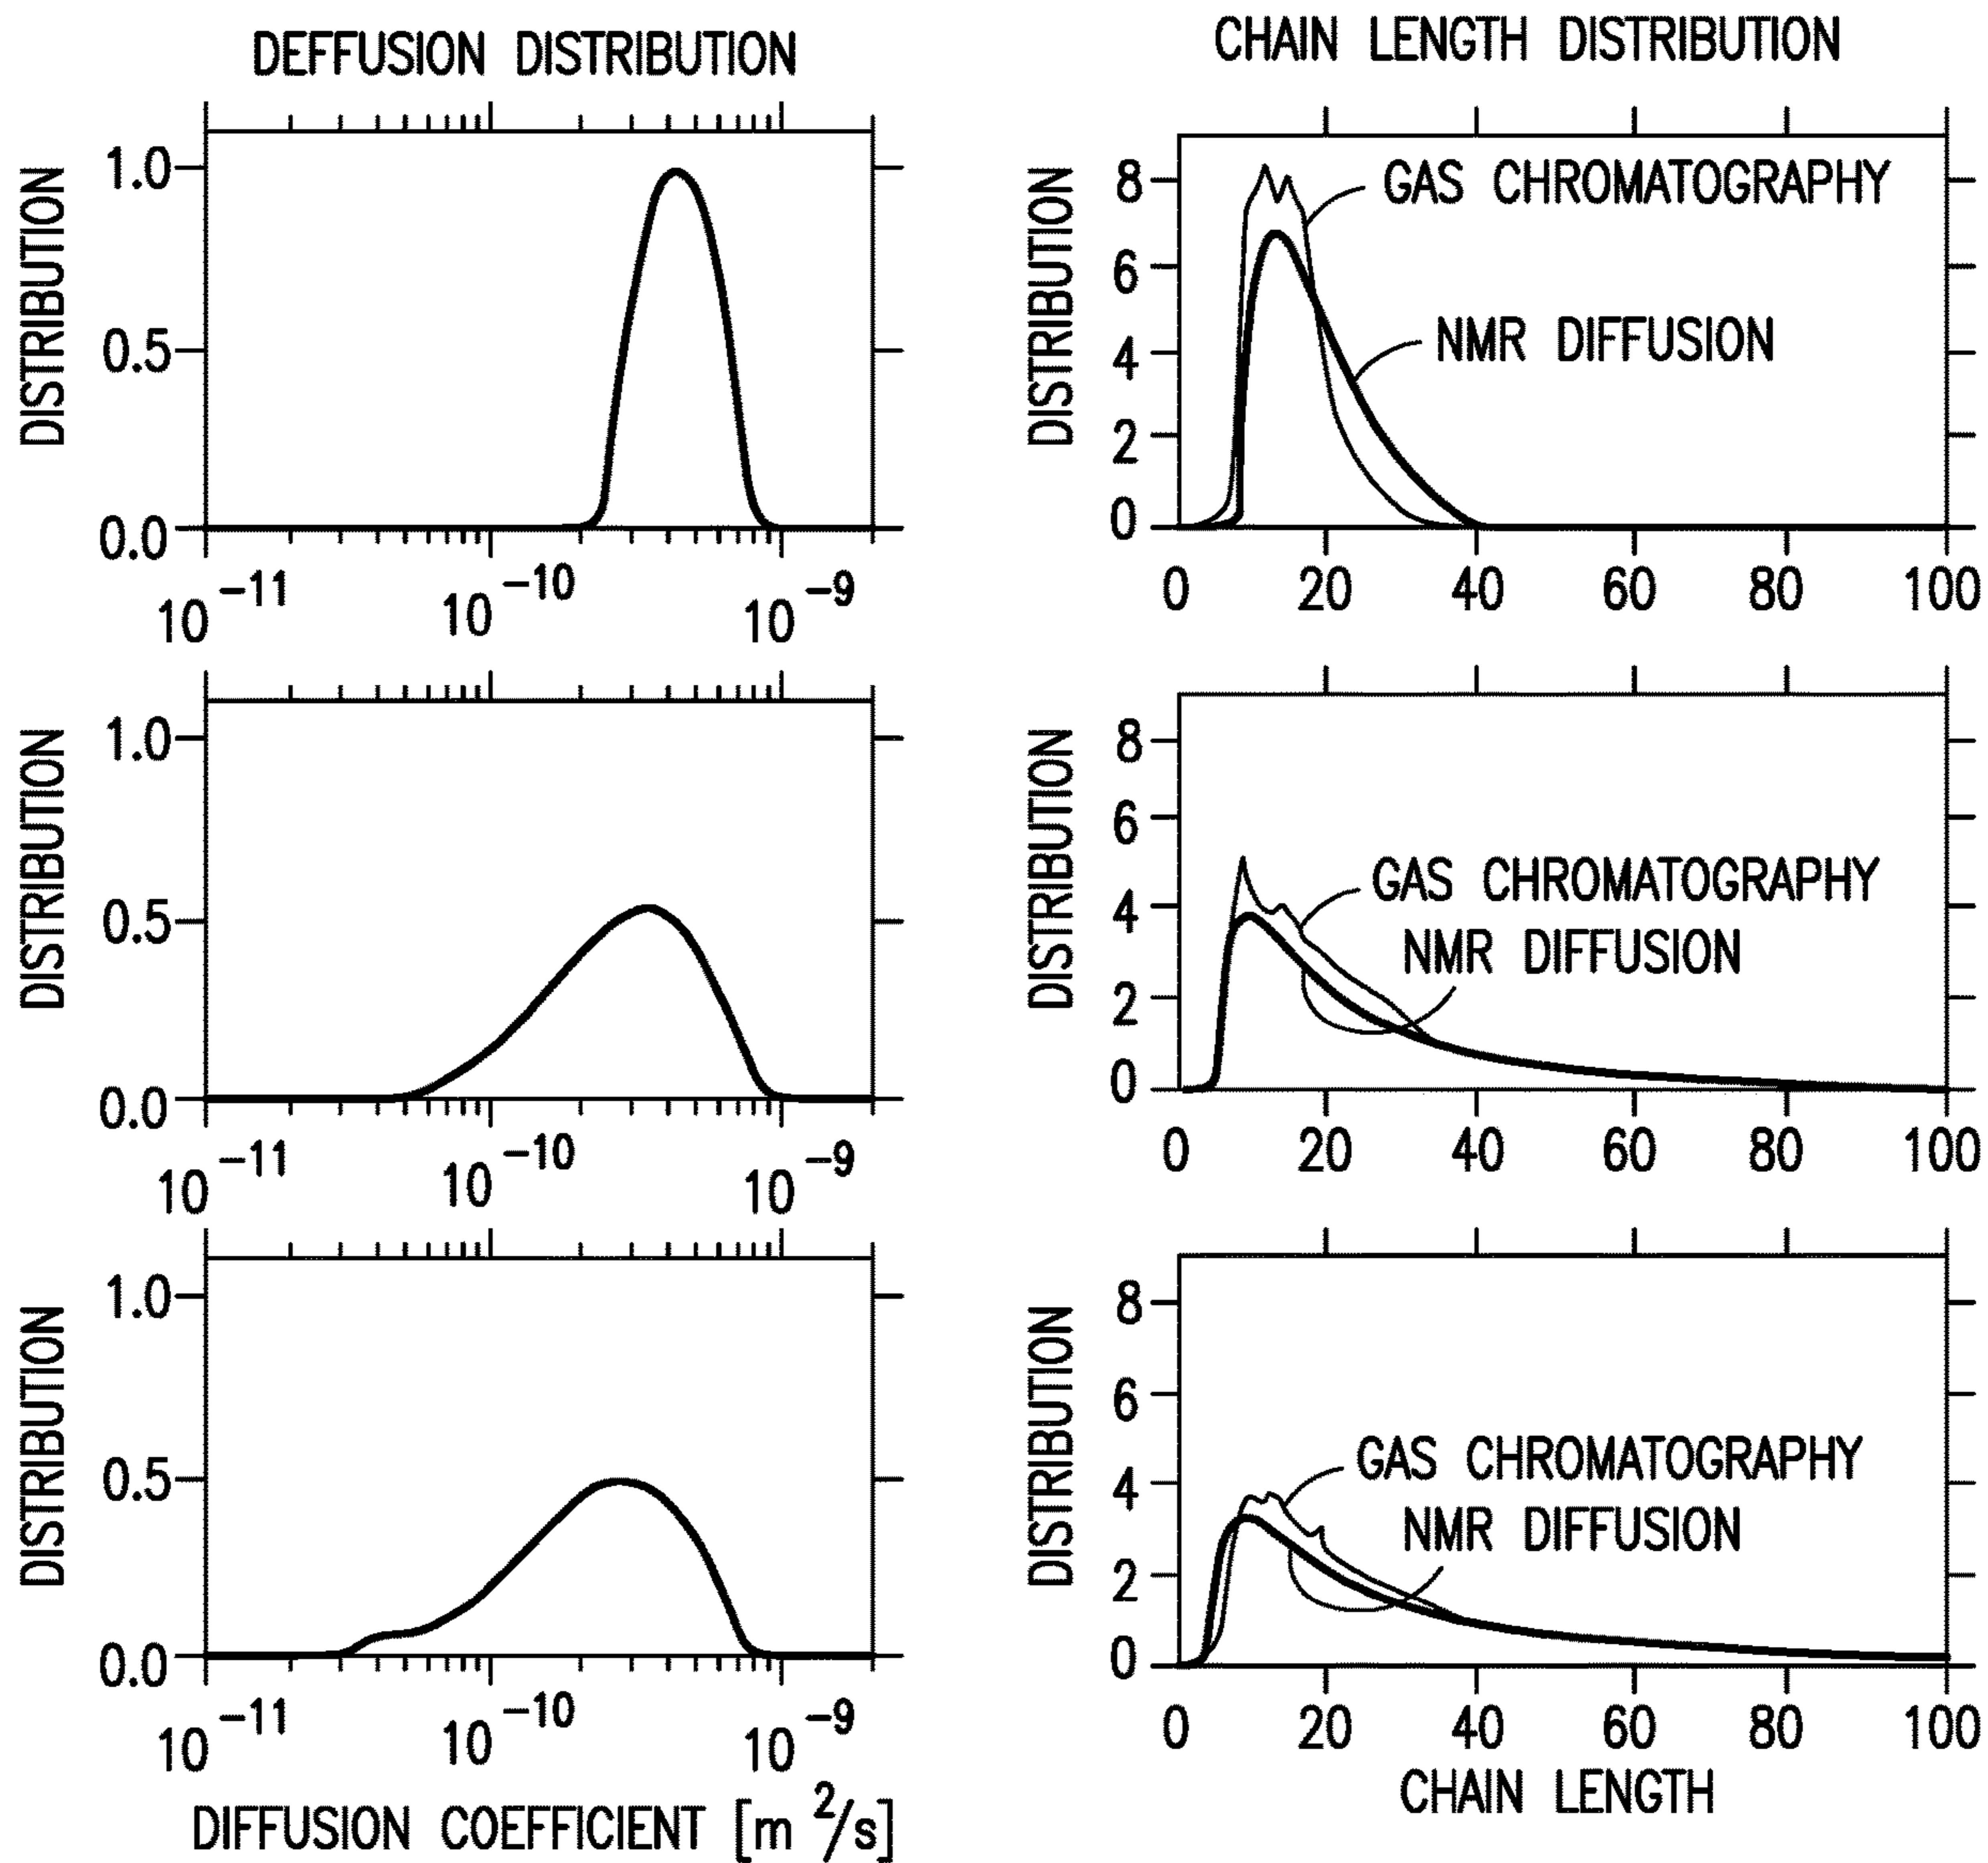 DEFFUSION DISTRIBUTION
DISTRIBUTION
1.0
0.5
0.0
10 -11
10 -10
10 -9
CHAIN LENGTH DISTRIBUTION
DISTRIBUTION
8
6
4
2
0
GAS CHROMATOGRAPHY
NMR DIFFUSION
0 20 40 60 80 100
DISTRIBUTION
1.0
0.5
0.0
10 -11
10 -10
10 -9
DISTRIBUTION
8
6
4
2
0
GAS CHROMATOGRAPHY
NMR DIFFUSION
0 20 40 60 80 100
DISTRIBUTION
1.0
0.5
0.0
10 -11
10 -10
10 -9
DIFFUSION COEFFICIENT [m 2/s]
DISTRIBUTION
8
6
4
2
0
GAS CHROMATOGRAPHY
NMR DIFFUSION
0 20 40 60 80 100
CHAIN LENGTH